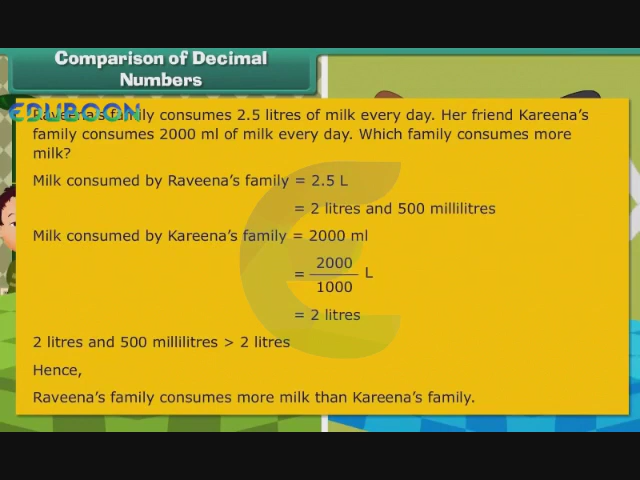 Comparison of Decimal
Numbers
EDUBOON
Raveena's family consumes 2.5 litres of milk every day. Her friend Kareena's
family consumes 2000 ml of milk every day. Which family consumes more
milk?
Milk consumed by Raveena's family = 2.5 L
= 2 litres and 500 millilitres
Milk consumed by Kareena's family = 2000 ml
= 2000
1000 L
= 2 litres
2 litres and 500 millilitres > 2 litres
Hence,
Raveena's family consumes more milk than Kareena's family.